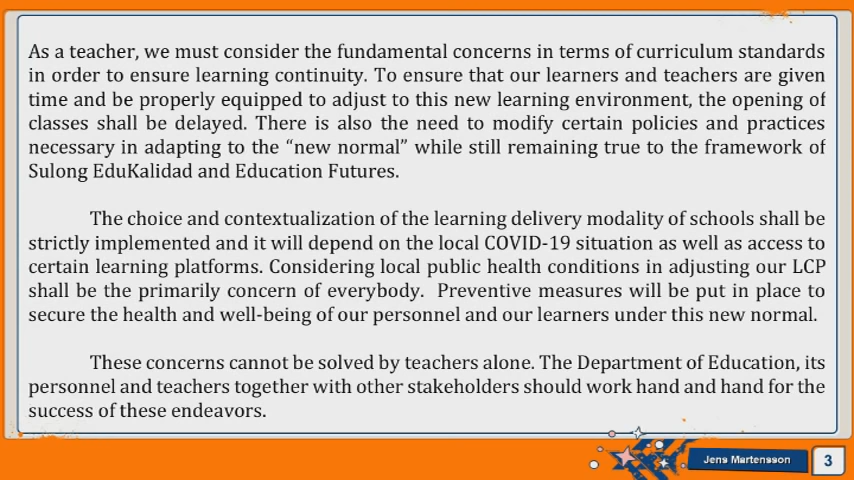 As a teacher, we must consider the fundamental concerns in terms of curriculum standards
in order to ensure learning continuity. To ensure that our learners and teachers are given
time and be properly equipped to adjust to this new learning environment, the opening of
classes shall be delayed. There is also the need to modify certain policies and practices
necessary in adapting to the “new normal” while still remaining true to the framework of
Sulong EduKalidad and Education Futures.
The choice and contextualization of the learning delivery modality of schools shall be
strictly implemented and it will depend on the local COVID-19 situation as well as access to
certain learning platforms. Considering local public health conditions in adjusting our LCP
shall be the primarily concern of everybody. Preventive measures will be put in place to
secure the health and well-being of our personnel and our learners under this new normal.
These concerns cannot be solved by teachers alone. The Department of Education, its
personnel and teachers together with other stakeholders should work hand and hand for the
success of these endeavors.
Jens Martensson
3